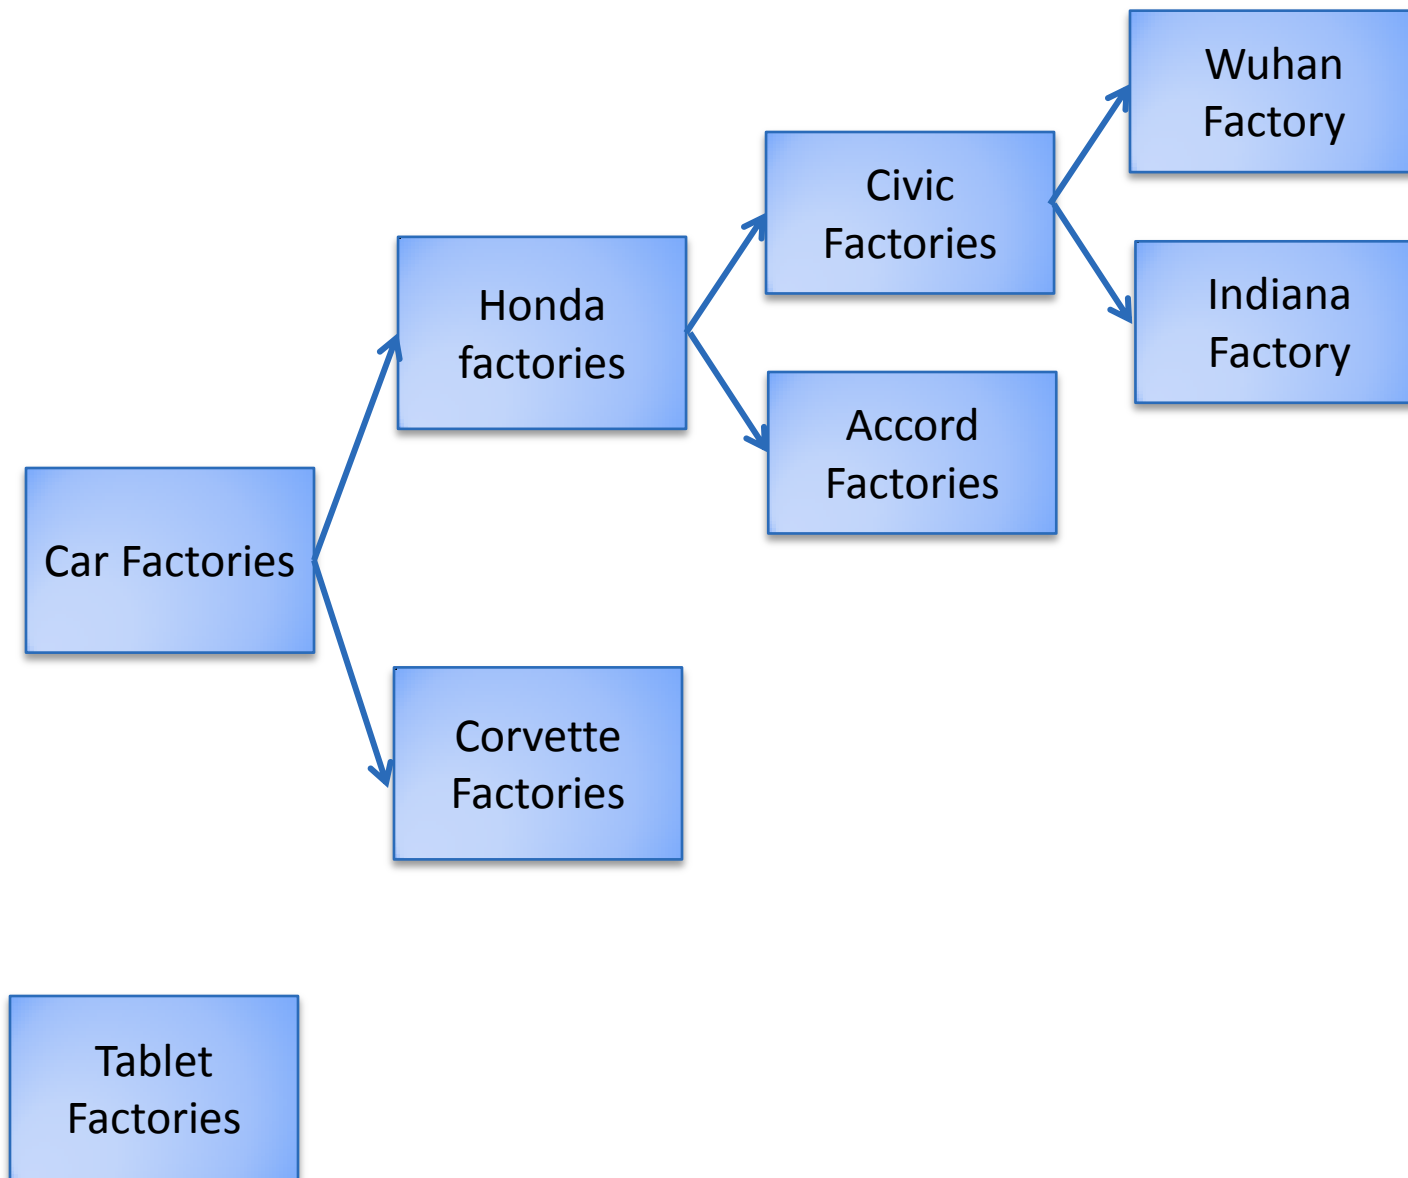 Wuhan
Factory
Civic
Factories
Indiana
Factory
Honda
factories
Accord
Factories
Car Factories
Corvette
Factories
Tablet
Factories